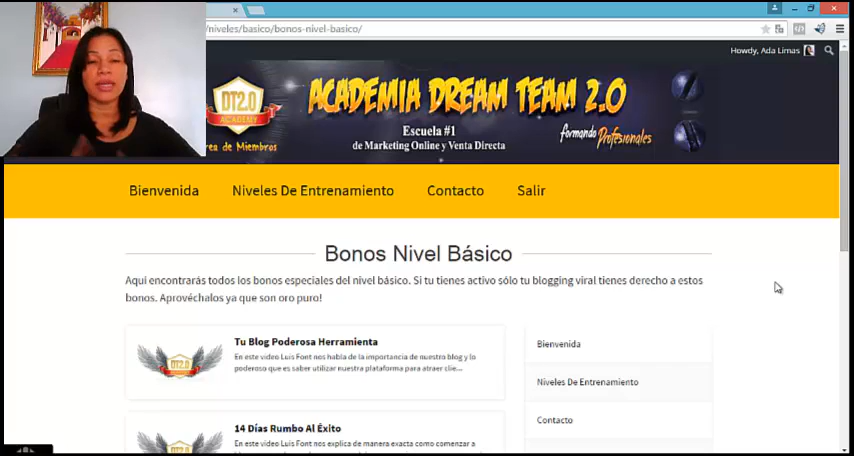 /niveles/basico/bonos-nivel-basico/
Howdy, Ada Limas
DT2.0
ACADEMY
Area de Miembros
ACADEMIA DREAM TEAM 2.0
Escuela #1
de Marketing Online y Venta Directa
formando Profesionales
Bienvenida
Niveles De Entrenamiento
Contacto
Salir
Bonos Nivel Básico
Aqui encontrarás todos los bonos especiales del nivel básico. Si tu tienes activo sólo tu blogging viral tienes derecho a estos
bonos. Aprovéchalos ya que son oro puro!
DT2.0
Tu Blog Poderosa Herramienta
En este video Luis Font nos habla de la importancia de nuestro blog y lo
poderoso que es saber utilizar nuestra plataforma para atraer clie...
Bienvenida
Niveles De Entrenamiento
Contacto
DT2.0
14 Días Rumbo Al Éxito
En este video Luis Font nos explica de manera exacta como comenzar a